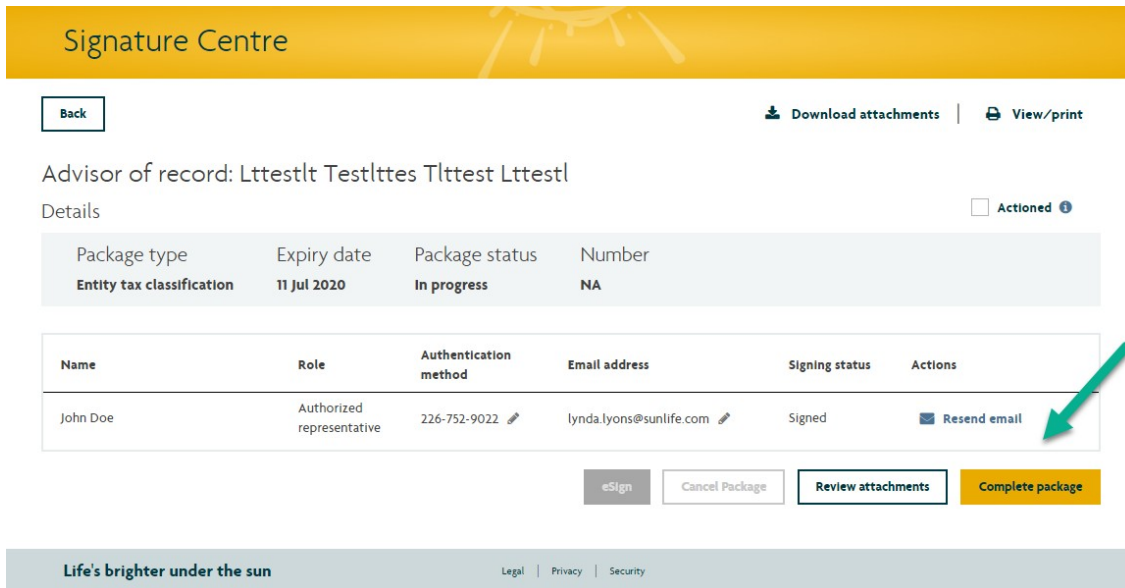 Signature Centre
Back
Download attachments | View/print
Advisor of record: Lttestlt Testlttes Tlttest Lttestl
Details
Actioned
Package type Expiry date Package status Number
Entity tax classification 11 Jul 2020 In progress NA
Name Role Authentication method Email address Signing status Actions
John Doe Authorized representative 226-752-9022 lynda.lyons@sunlife.com Signed Resend email
eSign Cancel Package Review attachments Complete package
Life's brighter under the sun Legal | Privacy | Security